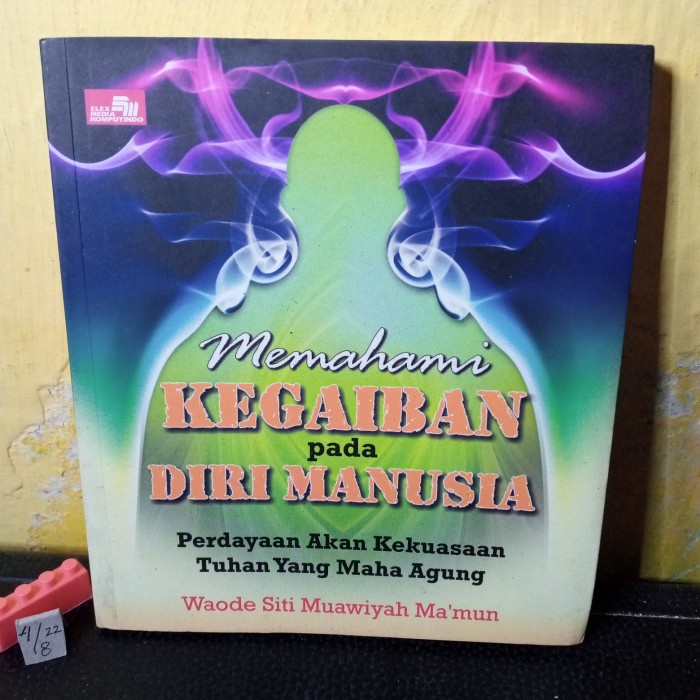 ELEX
MEDIA
KOMPUTINDO
Memahami
KEGAIBAN
pada
DIRI MANUSIA
Perdayaan Akan Kekuasaan
Tuhan Yang Maha Agung
Waode Siti Muawiyah Ma'mun
4/22
8